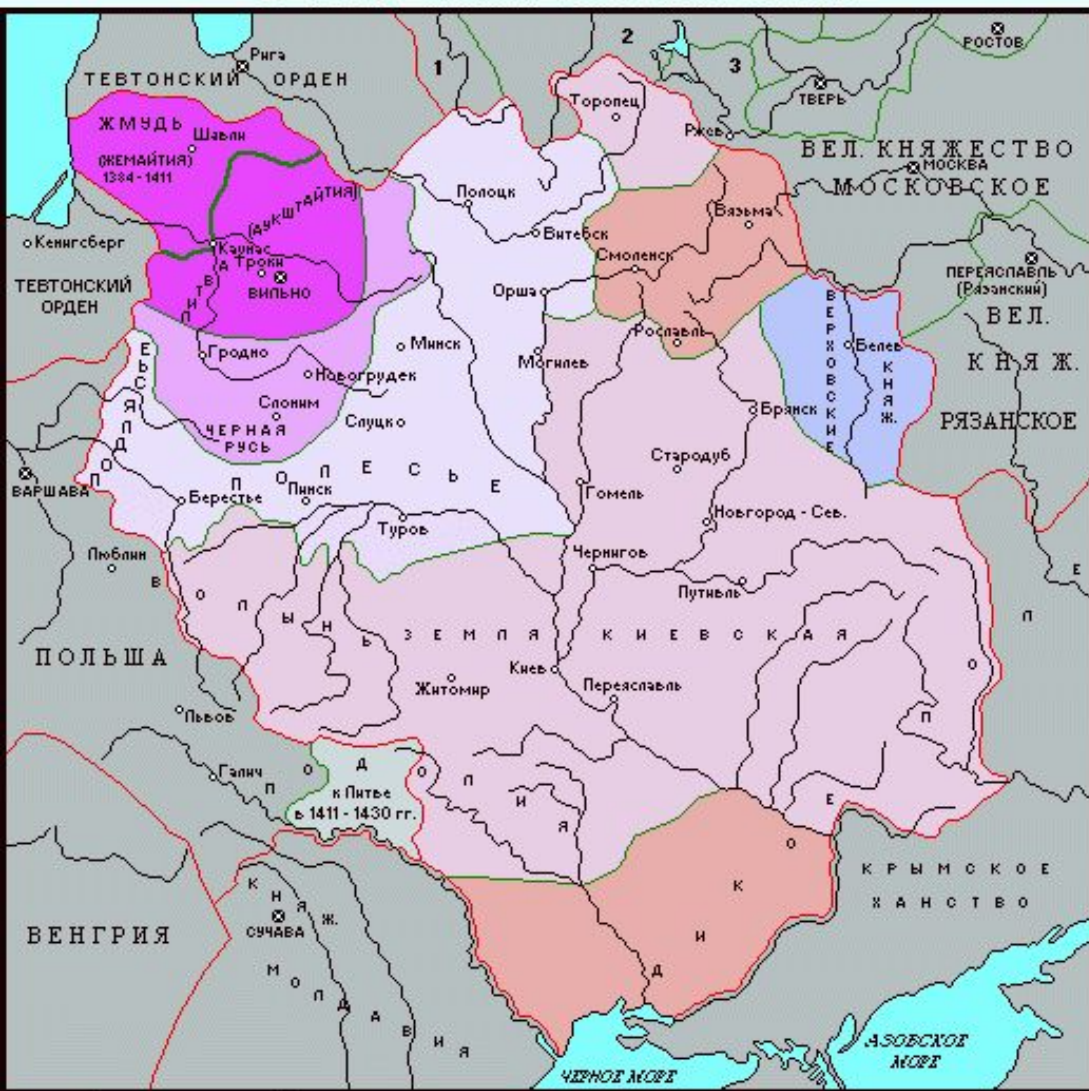 Рига
ТЕВТОНСКИЙ ОРДЕН
1
2
3
РОСТОВ
ТВЕРЬ
Торопец
Ржев
ЖМУДЬ
Шавли
(ЖЕМАЙТИЯ)
1384 - 1411
ВЕЛ. КНЯЖЕСТВО
МОСКВА
МОСКОВСКОЕ
(АУКШТАЙТИЯ)
Полоцк
Витебск
Вязьма
Смоленск
Кенигсберг
Каунас
Троки
ВИЛЬНО
ЛИТВА
ТЕВТОНСКИЙ
ОРДЕН
Орша
ПЕРЕЯСЛАВЛЬ
(Рязанский)
ВЕРХОВСКИЕ
КНЯЖ.
Белев
ВЕЛ.
КНЯЖ.
РЯЗАНСКОЕ
Рославль
Могилев
Минск
Гродно
Новогрудек
Слоним
ЧЕРНАЯ
РУСЬ
Слуцко
Брянск
Стародуб
ПОДЛЯСЬЕ
ПОЛЕСЬЕ
ВАРШАВА
Берестье
Пинск
Туров
Гомель
Новгород - Сев.
Люблин
Чернигов
Путивль
ВОЛЫНЬ
ЗЕМЛЯ КИЕВСКАЯ
ПОЛЬША
Киев
Житомир
Переяславль
Львов
Галич
ПОДОЛИЯ
к Литве
в 1411 - 1430 гг.
ДИКОЕ ПОЛЕ
КРЫМСКОЕ
ХАНСТВО
ВЕНГРИЯ
КНЯЖ.
СУЧАВА
МОЛДАВИЯ
ЧЕРНОЕ МОРЕ
АЗОВСКОЕ
МОРЕ